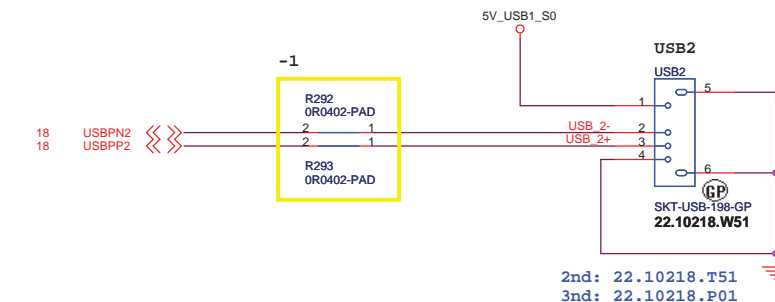 5V_USB1_S0
USB2
-1
USB2
5
R292
0R0402-PAD
1
18 USBPN2 2 1 USB_2- 2
18 USBPP2 2 1 USB_2+ 3
4
R293
0R0402-PAD
6
GP
SKT-USB-198-GP
22.10218.W51
2nd: 22.10218.T51
3nd: 22.10218.P01